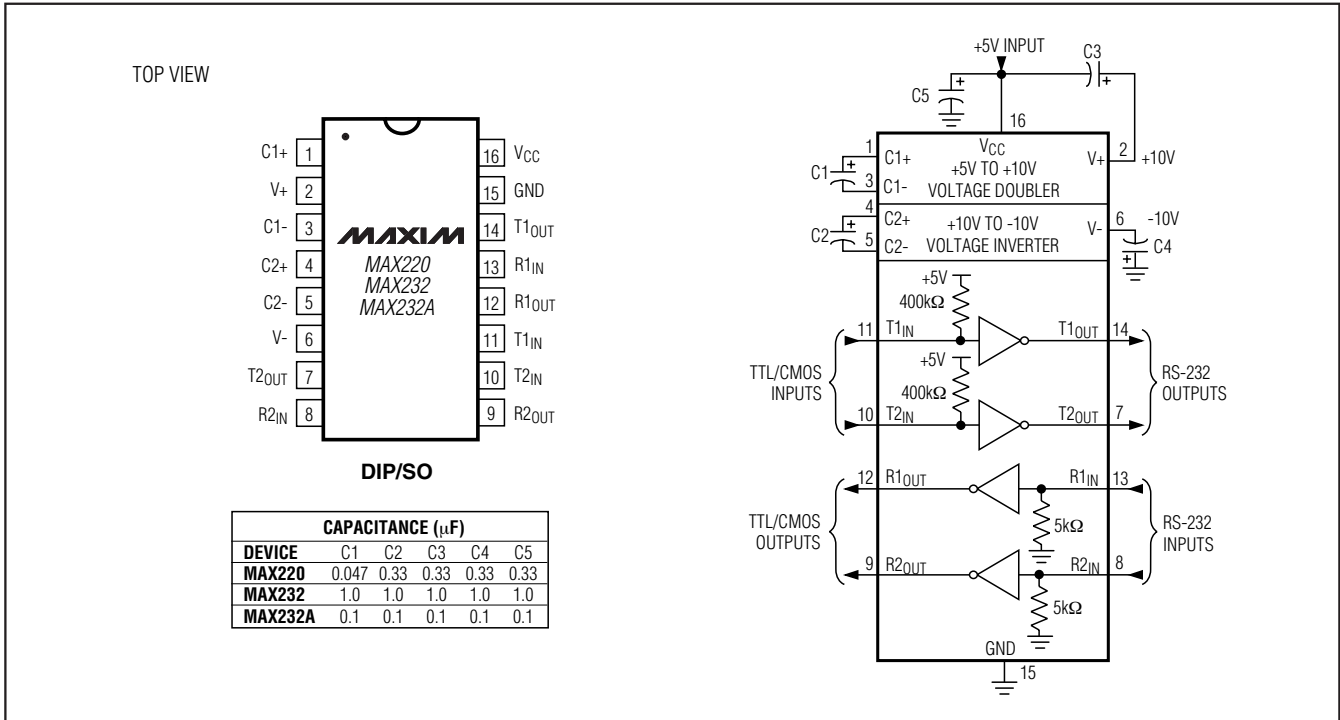 TOP VIEW
C1+ 1
V+ 2
C1- 3
C2+ 4
C2- 5
V- 6
T2OUT 7
R2IN 8
16 VCC
15 GND
14 T1OUT
13 R1IN
12 R1OUT
11 T1IN
10 T2IN
9 R2OUT
MAXIM
MAX220
MAX232
MAX232A
DIP/SO
CAPACITANCE (µF)
DEVICE C1 C2 C3 C4 C5
MAX220 0.047 0.33 0.33 0.33 0.33
MAX232 1.0 1.0 1.0 1.0 1.0
MAX232A 0.1 0.1 0.1 0.1 0.1
+5V INPUT
C3
+
+
C5
16
1
C1+
VCC
V+
2
+10V
+5V TO +10V
VOLTAGE DOUBLER
C1
+
3
C1-
4
C2+
+10V TO -10V
VOLTAGE INVERTER
V-
6
-10V
C2
+
5
C2-
C4
+
+5V
400kΩ
11
T1IN
T1OUT
14
+5V
400kΩ
TTL/CMOS
INPUTS
RS-232
OUTPUTS
10
T2IN
T2OUT
7
12
R1OUT
R1IN
13
5kΩ
TTL/CMOS
OUTPUTS
RS-232
INPUTS
9
R2OUT
R2IN
8
5kΩ
GND
15